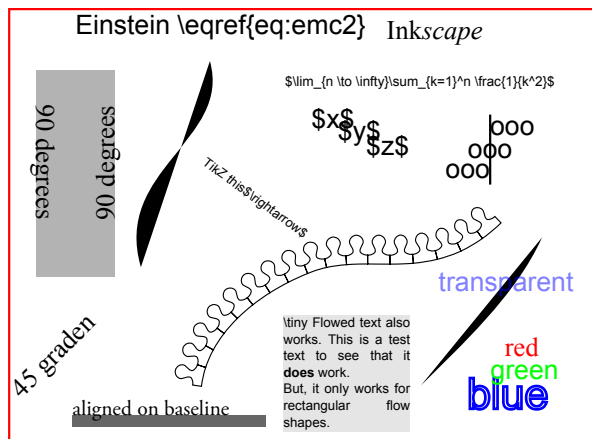 Einstein \eqref{eq:emc2}
Inkscape
$\lim_{n \to \infty}\sum_{k=1}^n \frac{1}{k^2}$
90 degrees
90 degrees
$x$
$y$
$z$
ooo
ooo
ooo
TikZ this$\rightarrow$
transparent
45 graden
\tiny Flowed text also
works. This is a test
text to see that it
does work.
But, it only works for
rectangular flow
shapes.
red
green
blue
aligned on baseline